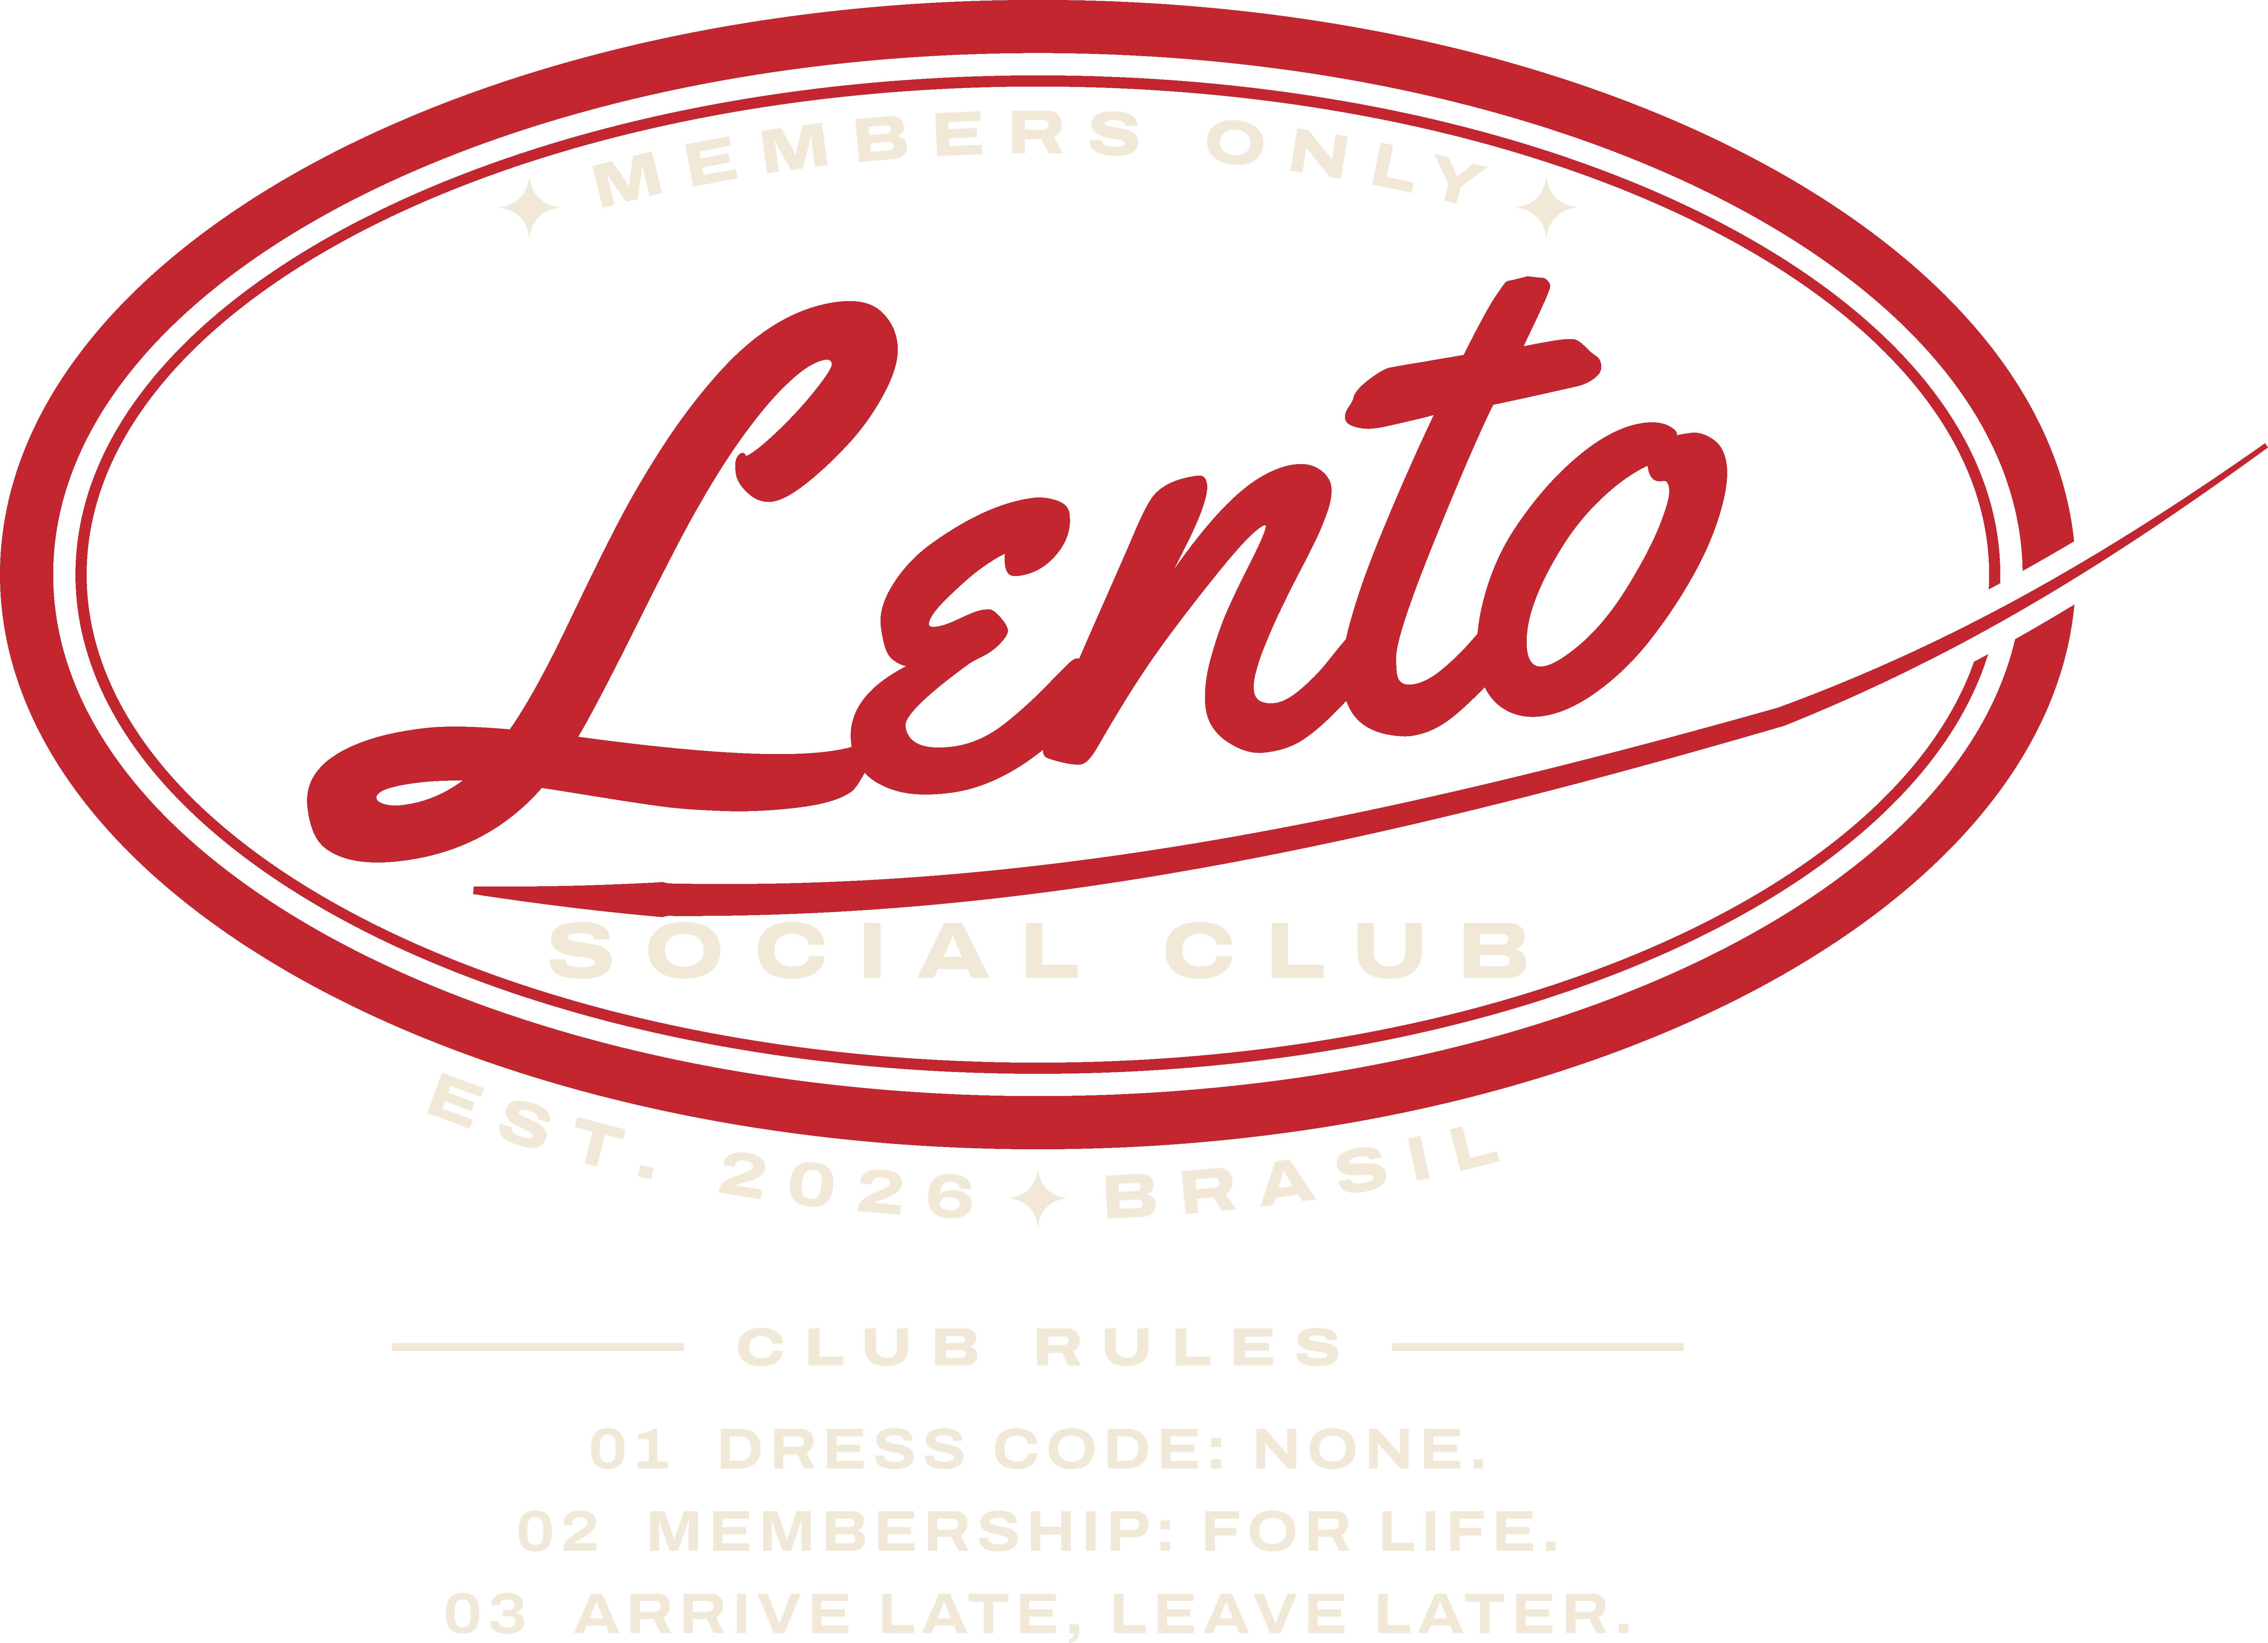 MEMBERS ONLY
Lento
SOCIAL CLUB
EST. 2026 BRASIL
CLUB RULES
01 DRESS CODE: NONE.
02 MEMBERSHIP: FOR LIFE.
03 ARRIVE LATE, LEAVE LATER.